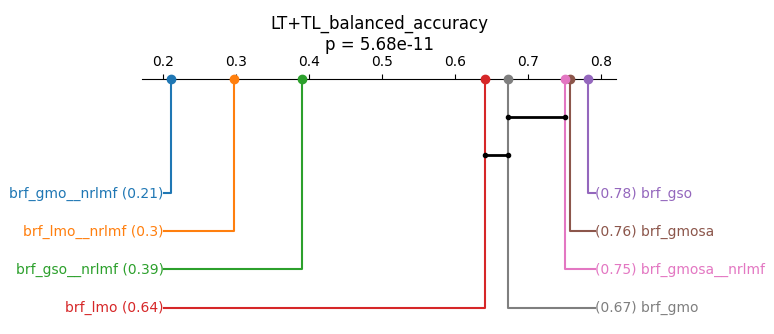 LT+TL_balanced_accuracy
p = 5.68e-11
0.2 0.3 0.4 0.5 0.6 0.7 0.8
brf_gmo__nrlmf (0.21) (0.78) brf_gso
brf_lmo__nrlmf (0.3) (0.76) brf_gmosa
brf_gso__nrlmf (0.39) (0.75) brf_gmosa__nrlmf
brf_lmo (0.64) (0.67) brf_gmo